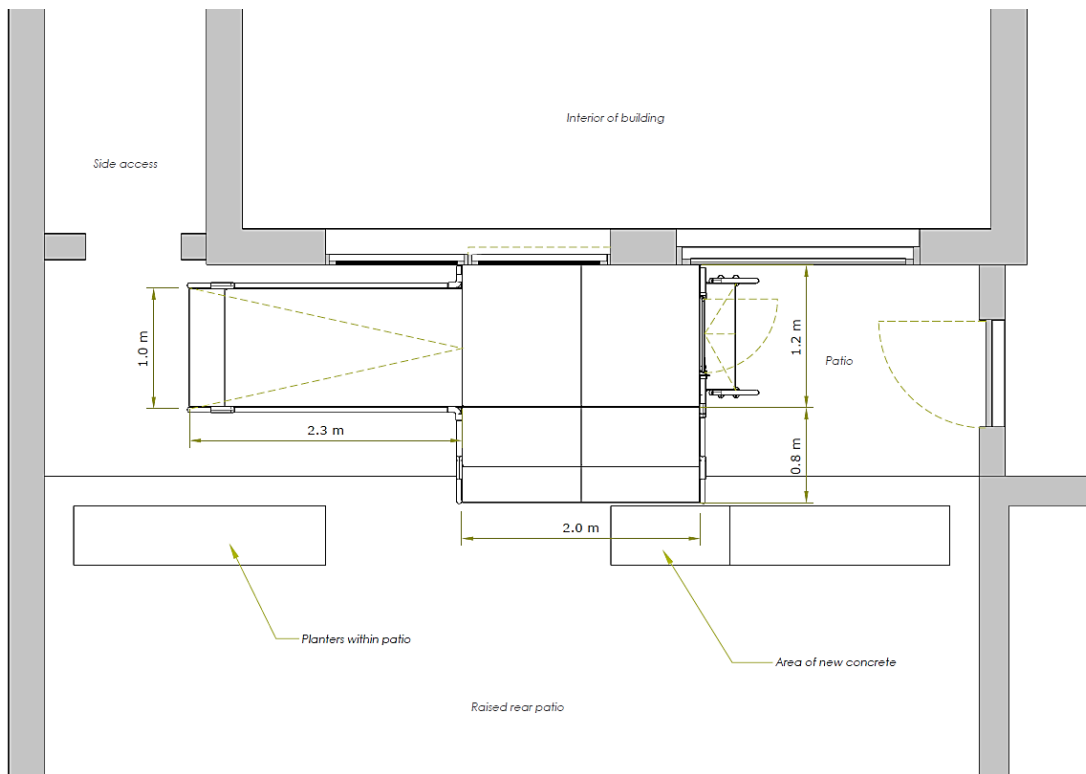 Interior of building
Side access
1.0 m
1.2 m
Patio
2.3 m
0.8 m
2.0 m
Planters within patio
Area of new concrete
Raised rear patio